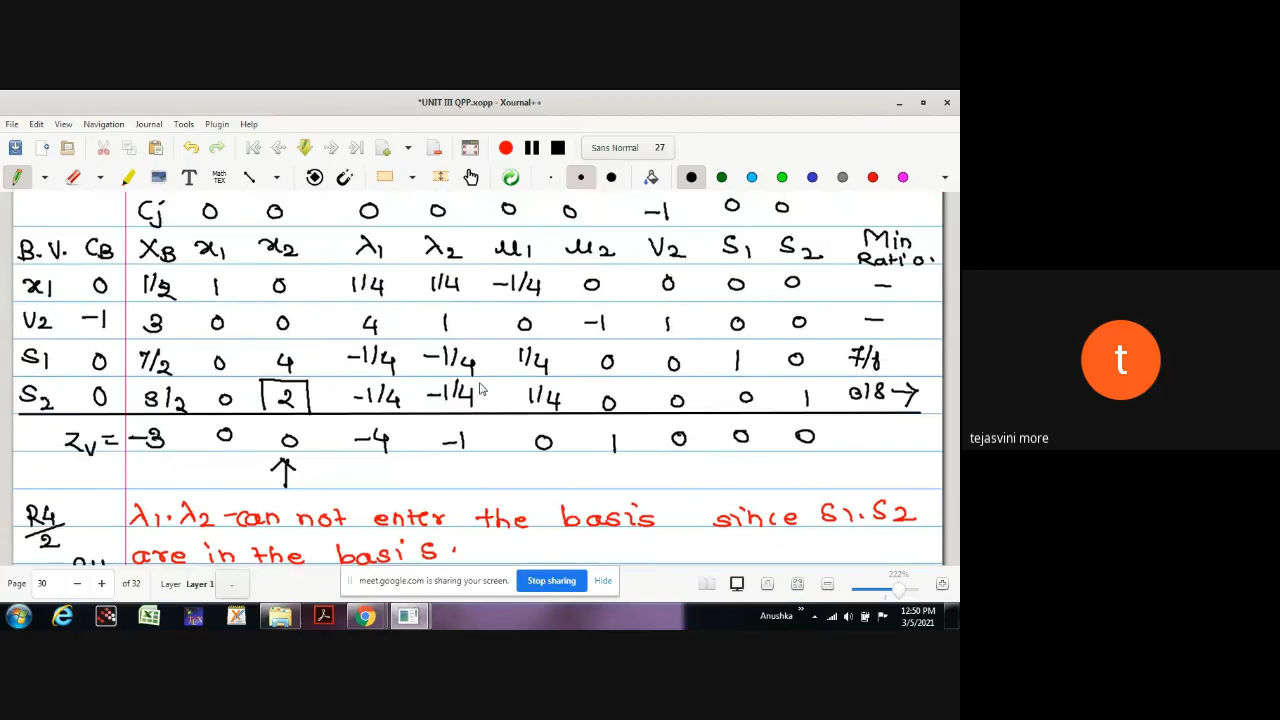 *UNIT III QPP.xopp - Xournal++
File Edit View Navigation Journal Tools Plugin Help
Sans Normal 27
Cj 0 0 0 0 0 0 -1 0 0
B.V. CB XB x1 x2 λ1 λ2 μ1 μ2 V2 S1 S2 Min Ratio.
x1 0 1/2 1 0 1/4 1/4 -1/4 0 0 0 0 -
V2 -1 3 0 0 4 1 0 -1 1 0 0 -
S1 0 7/2 0 4 -1/4 -1/4 1/4 0 0 1 0 7/8
S2 0 3/2 0 2 -1/4 -1/4 1/4 0 0 0 1 →
Zv = -3 0 0 -4 -1 0 1 0 0 0
↑
R4/2 λ1. λ2 can not enter the basis since S1. S2
are in the basis.
t
tejasvini more
Page 30 of 32 Layer Layer 1 222%
meet.google.com is sharing your screen. Stop sharing Hide
Anushka 12:50 PM
3/5/2021